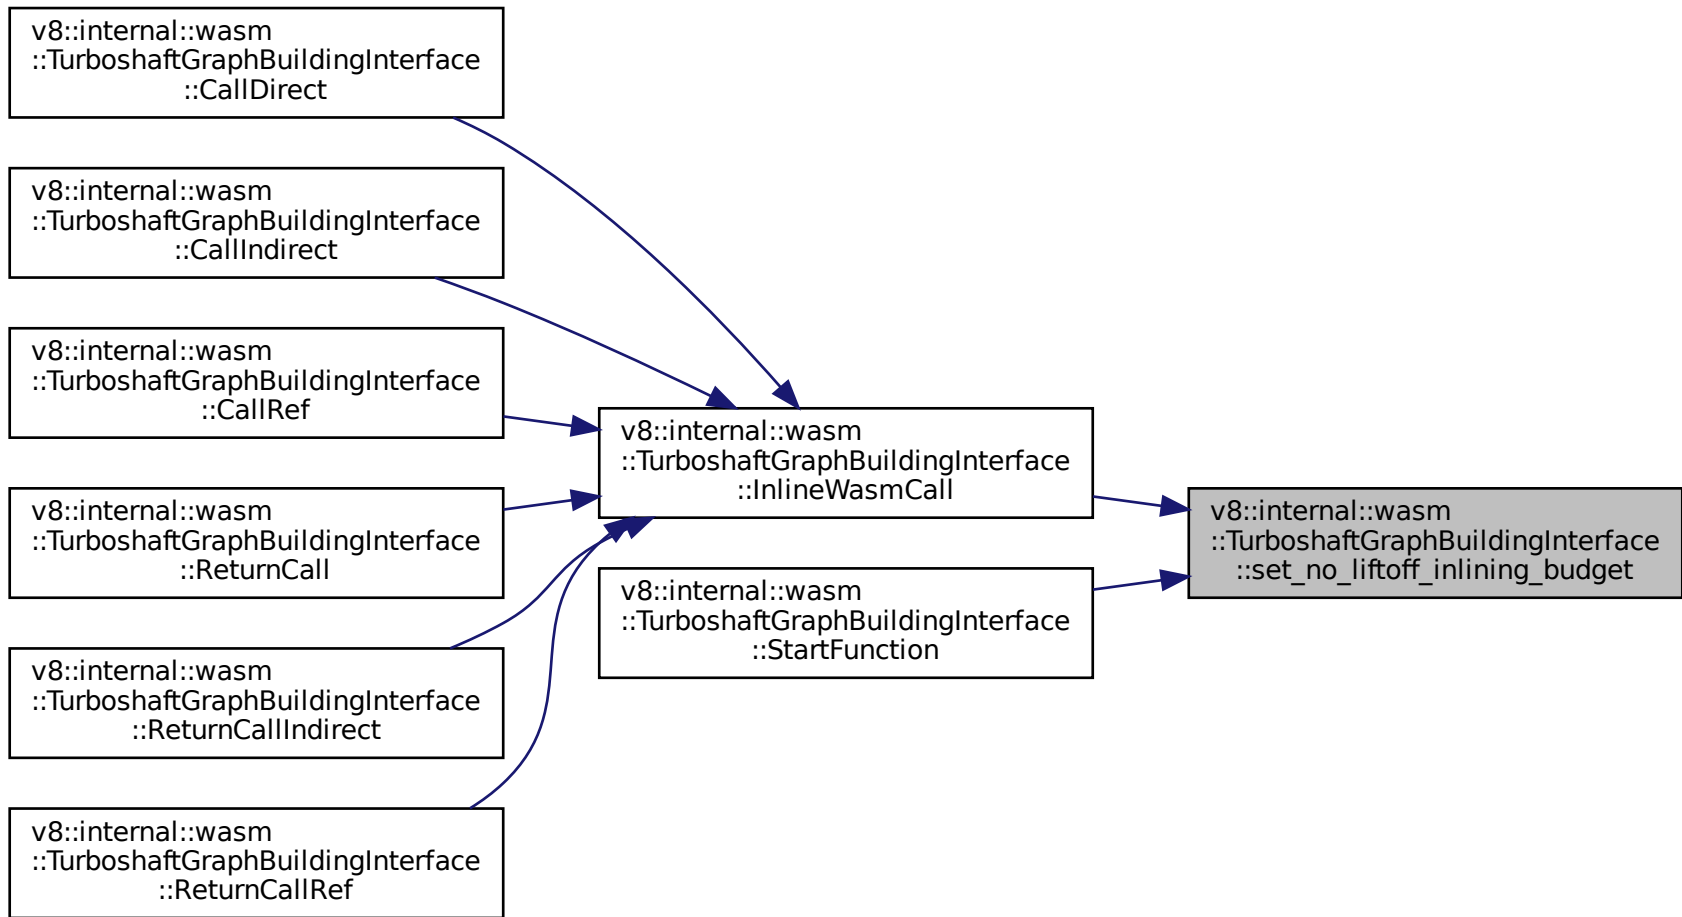 v8::internal::wasm
::TurboshaftGraphBuildingInterface
::CallDirect
v8::internal::wasm
::TurboshaftGraphBuildingInterface
::CallIndirect
v8::internal::wasm
::TurboshaftGraphBuildingInterface
::CallRef
v8::internal::wasm
::TurboshaftGraphBuildingInterface
::ReturnCall
v8::internal::wasm
::TurboshaftGraphBuildingInterface
::ReturnCallIndirect
v8::internal::wasm
::TurboshaftGraphBuildingInterface
::ReturnCallRef
v8::internal::wasm
::TurboshaftGraphBuildingInterface
::InlineWasmCall
v8::internal::wasm
::TurboshaftGraphBuildingInterface
::StartFunction
v8::internal::wasm
::TurboshaftGraphBuildingInterface
::set_no_liftoff_inlining_budget